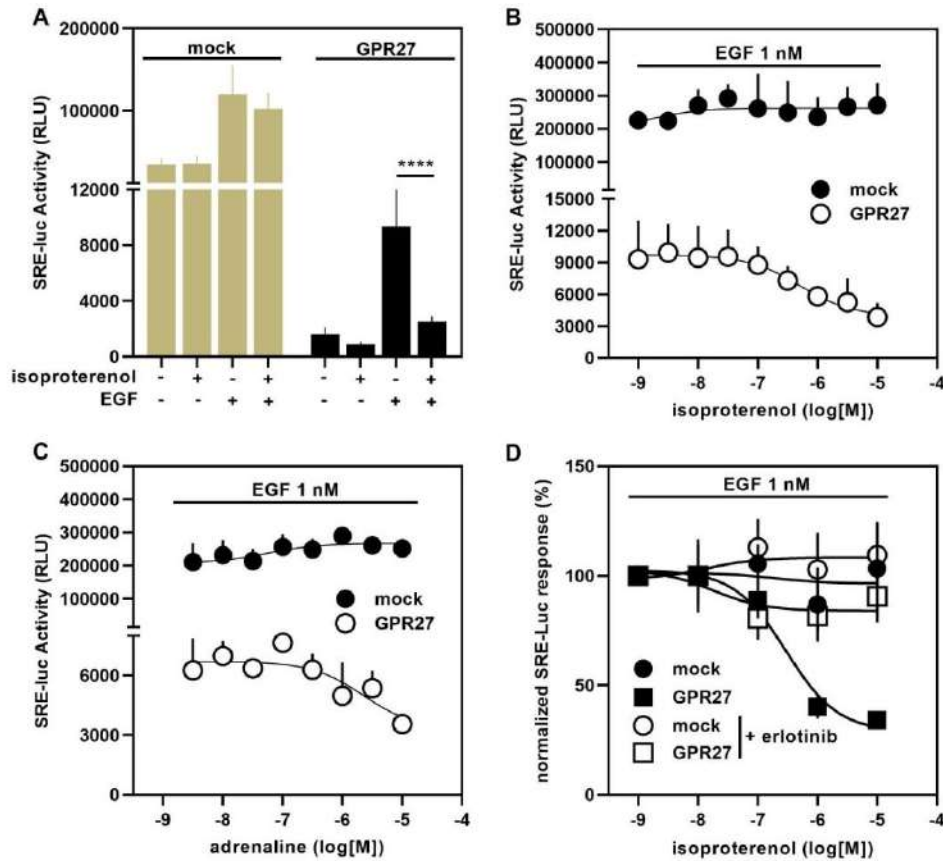 A
200000
mock
GPR27
100000
SRE-luc Activity (RLU)
****
12000
8000
4000
0
isoproterenol - + - + - + - +
EGF - - + + - - + +
B
500000
EGF 1 nM
400000
300000
200000
100000
SRE-luc Activity (RLU)
mock
GPR27
15000
12000
9000
6000
3000
0
-9 -8 -7 -6 -5 -4
isoproterenol (log[M])
C
500000
EGF 1 nM
400000
300000
200000
100000
SRE-luc Activity (RLU)
mock
GPR27
6000
3000
0
-9 -8 -7 -6 -5 -4
adrenaline (log[M])
D
150
EGF 1 nM
100
50
0
normalized SRE-Luc response (%)
mock
GPR27
mock
GPR27
+ erlotinib
-9 -8 -7 -6 -5 -4
isoproterenol (log[M])